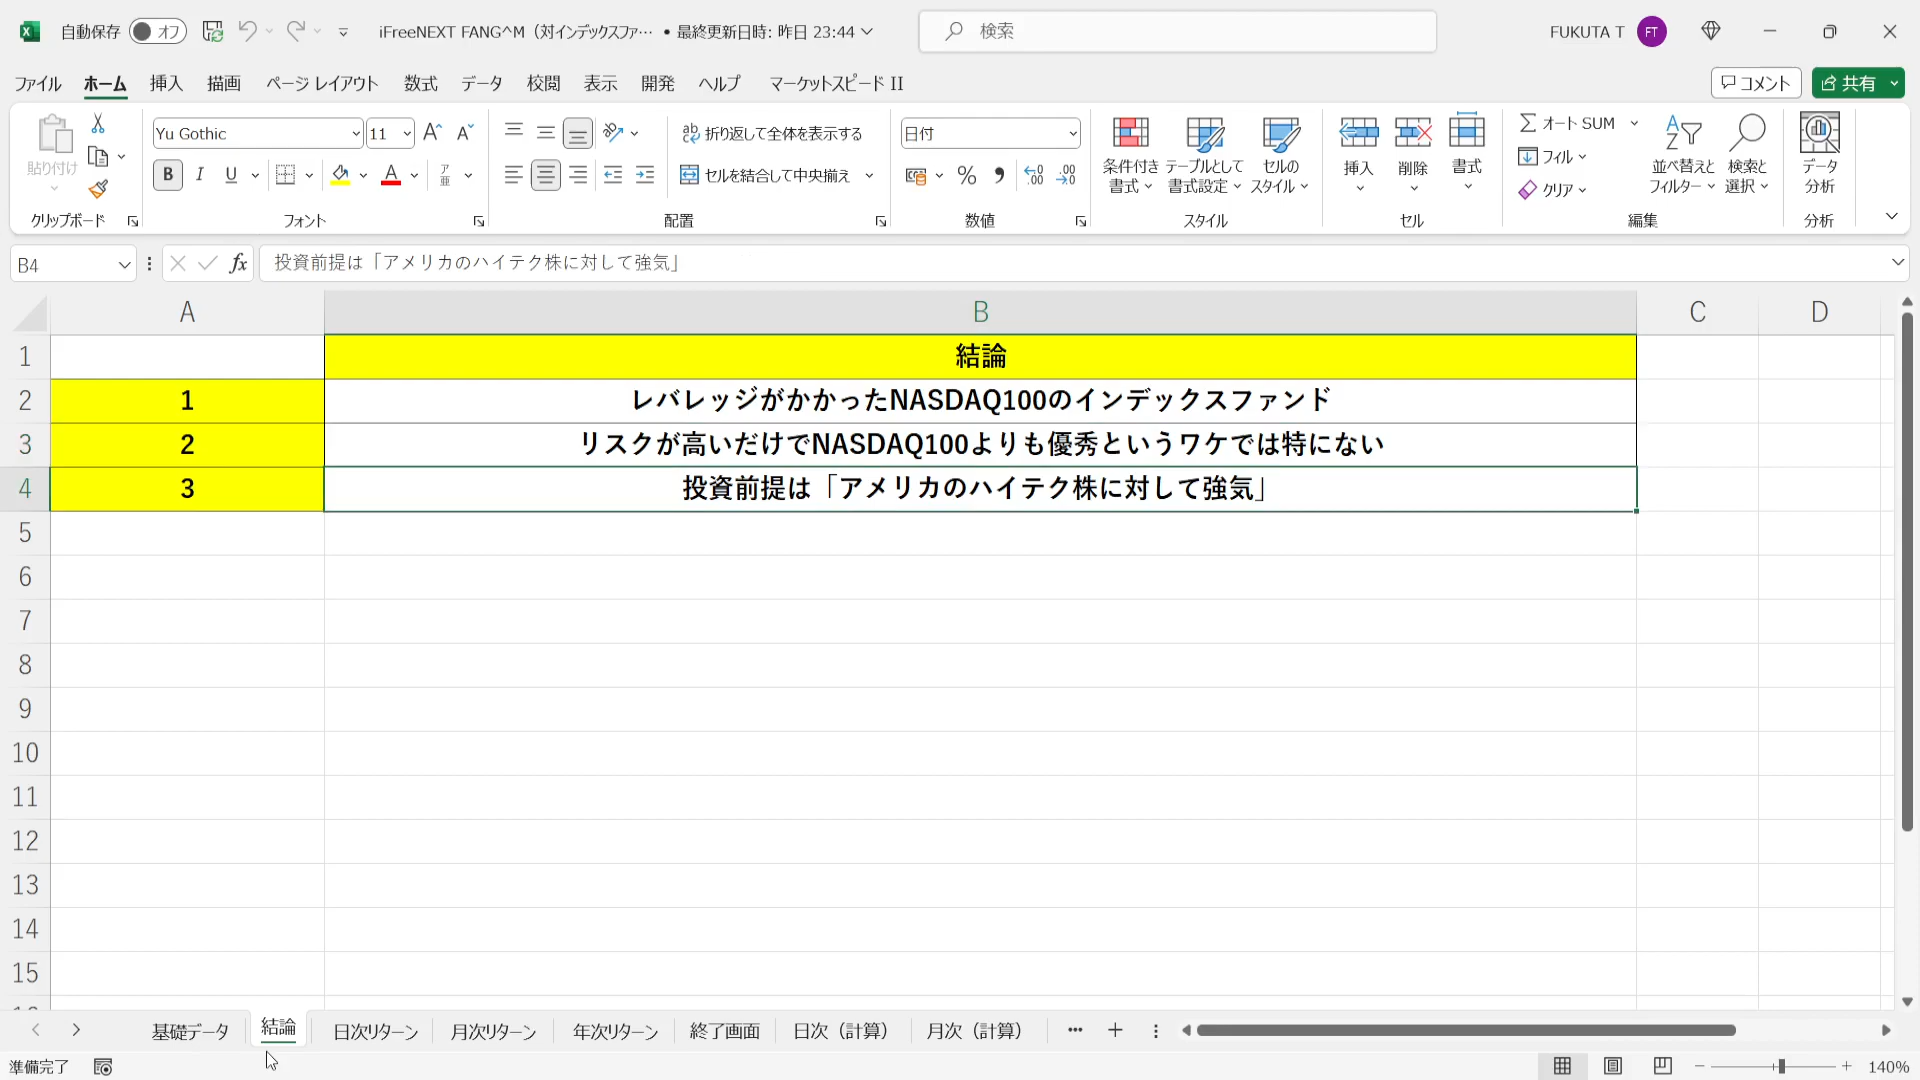 自動保存 オフ iFreeNEXT FANG^M（対インデックスファ… • 最終更新日時: 昨日 23:44 検索 FUKUTA T FT
ファイル ホーム 挿入 描画 ページ レイアウト 数式 データ 校閲 表示 開発 ヘルプ マーケットスピード II コメント 共有
貼り付け
クリップボード
Yu Gothic 11
B I U A ア亜
フォント
ab 折り返して全体を表示する
セルを結合して中央揃え
配置
日付
% 9 .00
数値
条件付き書式 テーブルとして書式設定 セルのスタイル
スタイル
挿入 削除 書式
セル
Σ オート SUM
フィル
クリア
並べ替えとフィルター 検索と選択
編集
データ分析
分析
B4 fx 投資前提は「アメリカのハイテク株に対して強気」
A B C D
1 結論
2 1 レバレッジがかかったNASDAQ100のインデックスファンド
3 2 リスクが高いだけでNASDAQ100よりも優秀というワケでは特にない
4 3 投資前提は「アメリカのハイテク株に対して強気」
5
6
7
8
9
10
11
12
13
14
15
基礎データ 結論 日次リターン 月次リターン 年次リターン 終了画面 日次（計算） 月次（計算） … +
準備完了 − + 140%